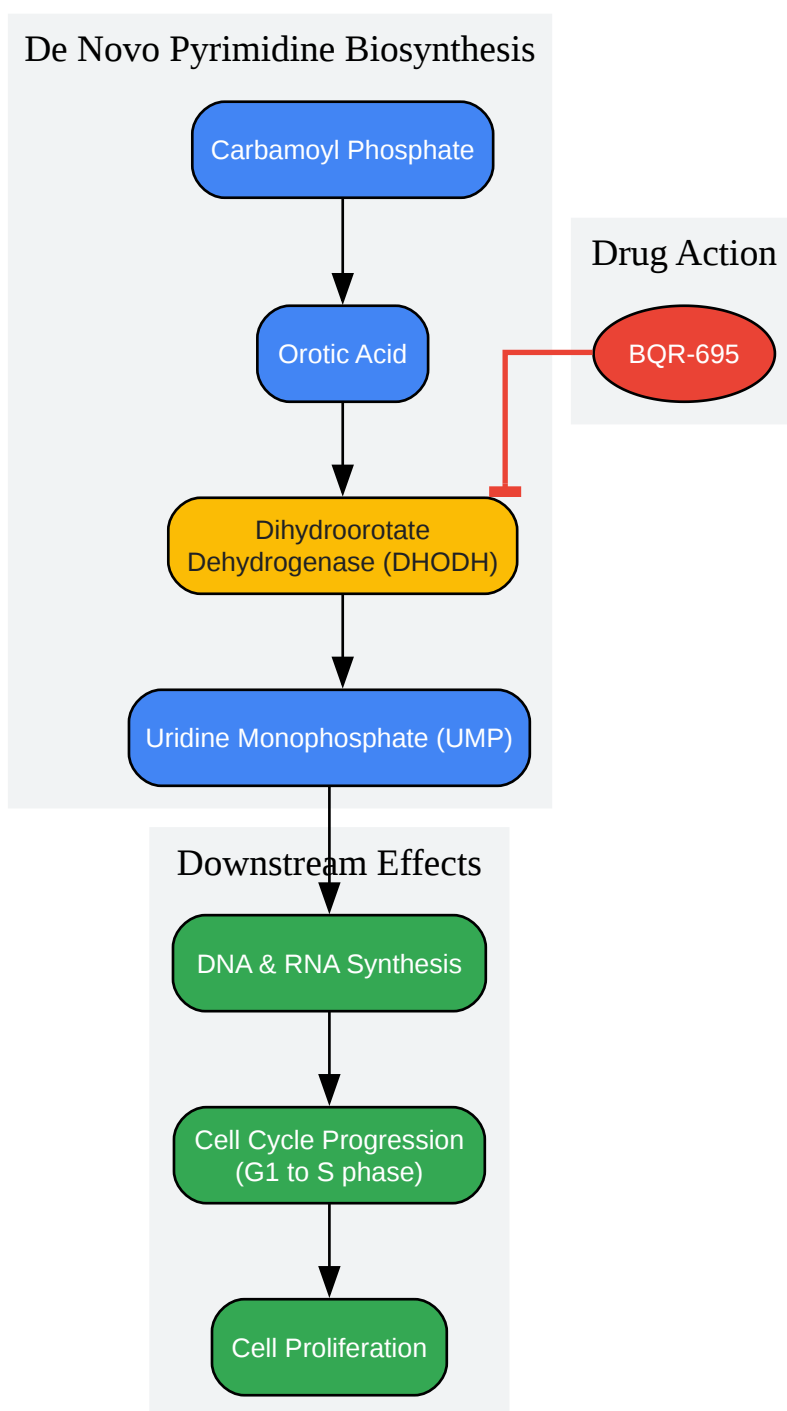 De Novo Pyrimidine Biosynthesis
Carbamoyl Phosphate
Drug Action
Orotic Acid
BQR-695
Dihydroorotate
Dehydrogenase (DHODH)
Uridine Monophosphate (UMP)
Downstream Effects
DNA & RNA Synthesis
Cell Cycle Progression
(G1 to S phase)
Cell Proliferation